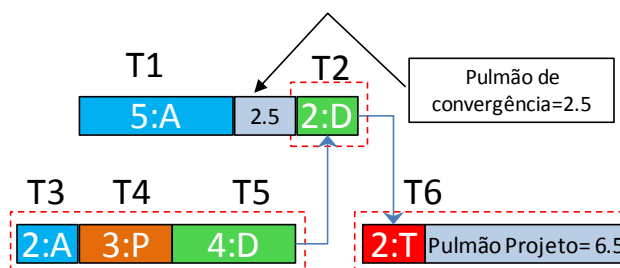 T1
T2
5:A
2.5
2:D
Pulmão de
convergência=2.5
T3
T4
T5
T6
2:A
3:P
4:D
2:T
Pulmão Projeto= 6.5